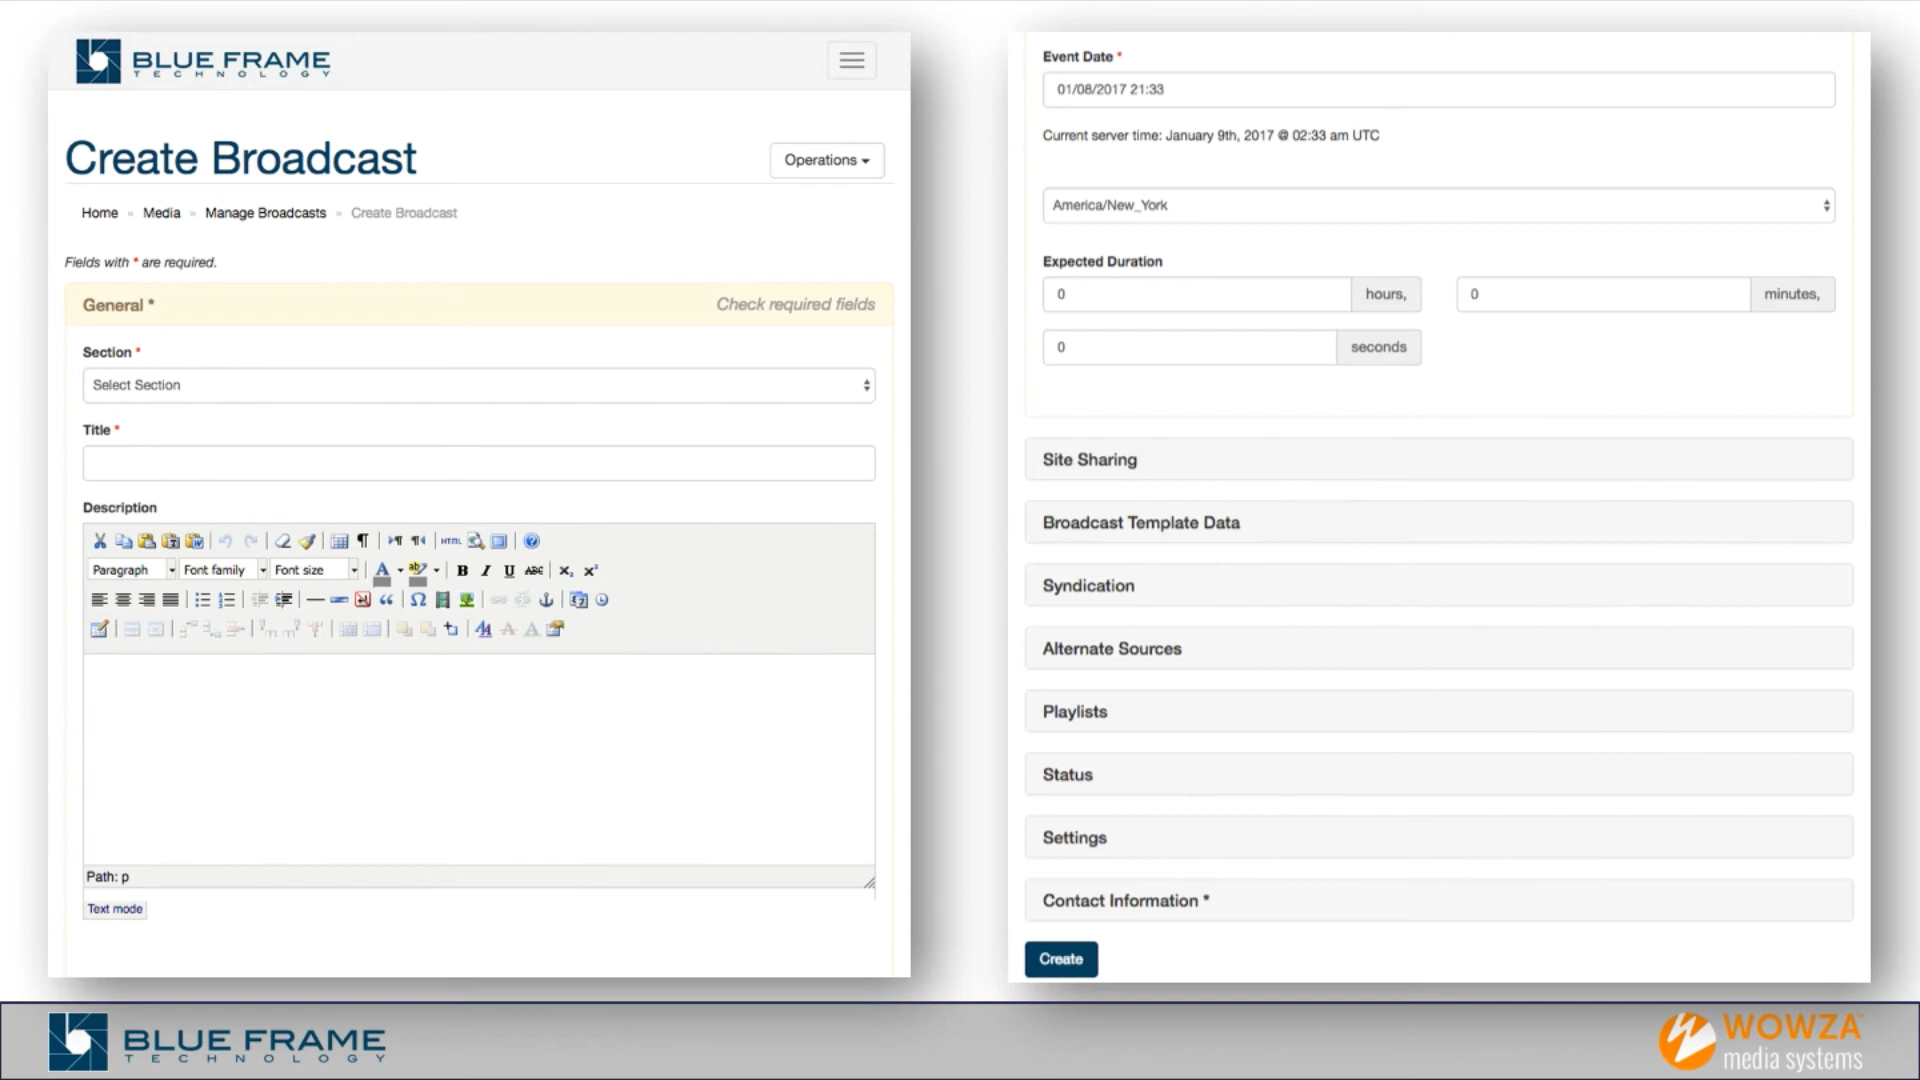 BLUE FRAME
TECHNOLOGY
Create Broadcast
Operations
Home » Media » Manage Broadcasts » Create Broadcast
Fields with * are required.
General *
Check required fields
Section *
Select Section
Title *
Description
HTML
Paragraph
Font family
Font size
A
ab
B I U ABC
Path: p
Text mode
Event Date *
01/08/2017 21:33
Current server time: January 9th, 2017 @ 02:33 am UTC
America/New_York
Expected Duration
0 hours,
0 minutes,
0 seconds
Site Sharing
Broadcast Template Data
Syndication
Alternate Sources
Playlists
Status
Settings
Contact Information *
Create
BLUE FRAME
TECHNOLOGY
WOWZA™
media systems